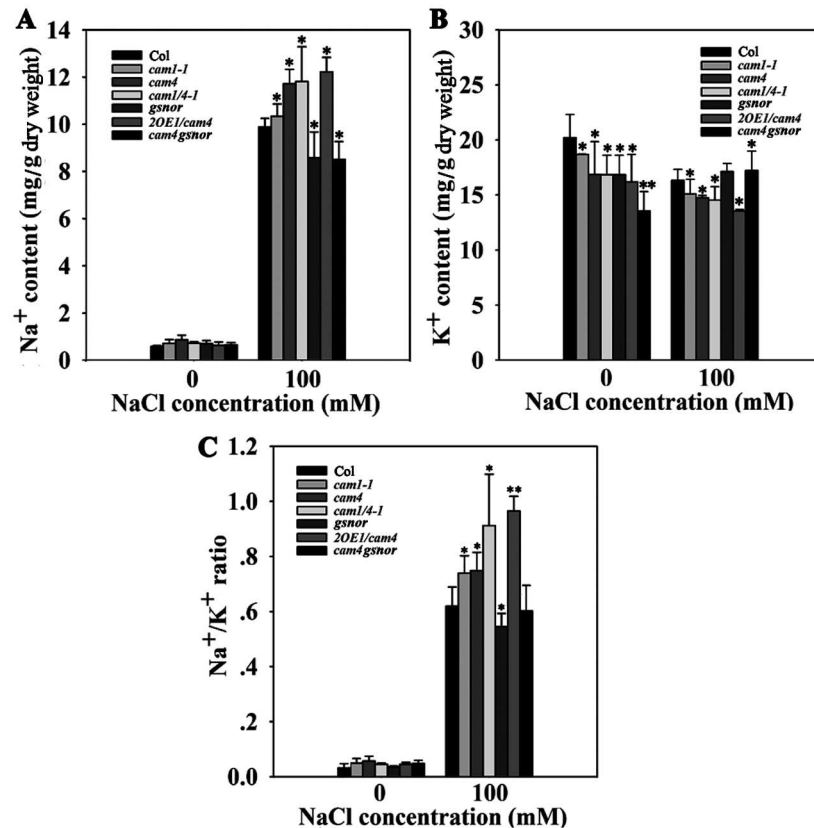 A
Na+ content (mg/g dry weight)
14
12
10
8
6
4
2
0
Col
cam1-1
cam4
cam1/4-1
gsnor
2OE1/cam4
cam4gsnor
* * * * * *
0 100
NaCl concentration (mM)
B
K+ content (mg/g dry weight)
30
25
20
15
10
5
0
Col
cam1-1
cam4
cam1/4-1
gsnor
2OE1/cam4
cam4gsnor
* * * * * **
* * * * *
0 100
NaCl concentration (mM)
C
Na+/K+ ratio
1.2
1.0
.8
.6
.4
.2
0.0
Col
cam1-1
cam4
cam1/4-1
gsnor
2OE1/cam4
cam4gsnor
* * * * **
0 100
NaCl concentration (mM)